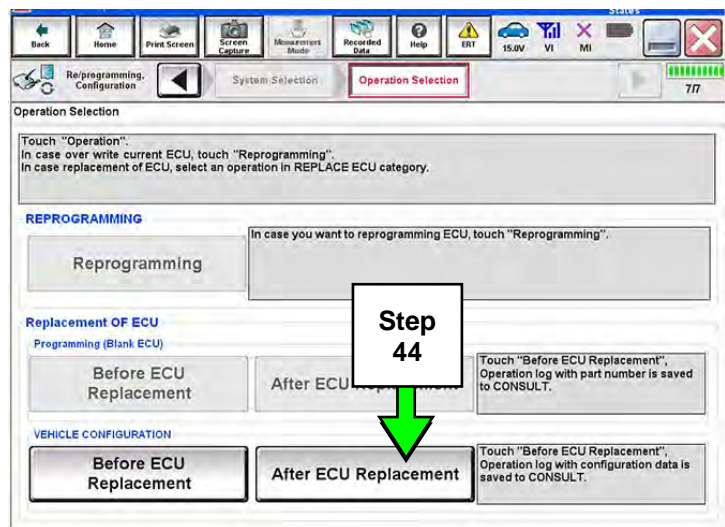 Status
Back
Home
Print Screen
Screen
Capture
Measurement
Mode
Recorded
Data
Help
ERT
15.0V
VI
MI
Re/programming,
Configuration
System Selection
Operation Selection
7/7
Operation Selection
Touch "Operation".
In case over write current ECU, touch "Reprogramming".
In case replacement of ECU, select an operation in REPLACE ECU category.
REPROGRAMMING
Reprogramming
In case you want to reprogramming ECU, touch "Reprogramming".
Step
44
Replacement OF ECU
Programming (Blank ECU)
Before ECU
Replacement
After ECU
Touch "Before ECU Replacement",
Operation log with part number is saved
to CONSULT.
VEHICLE CONFIGURATION
Before ECU
Replacement
After ECU Replacement
Touch "Before ECU Replacement",
Operation log with configuration data is
saved to CONSULT.